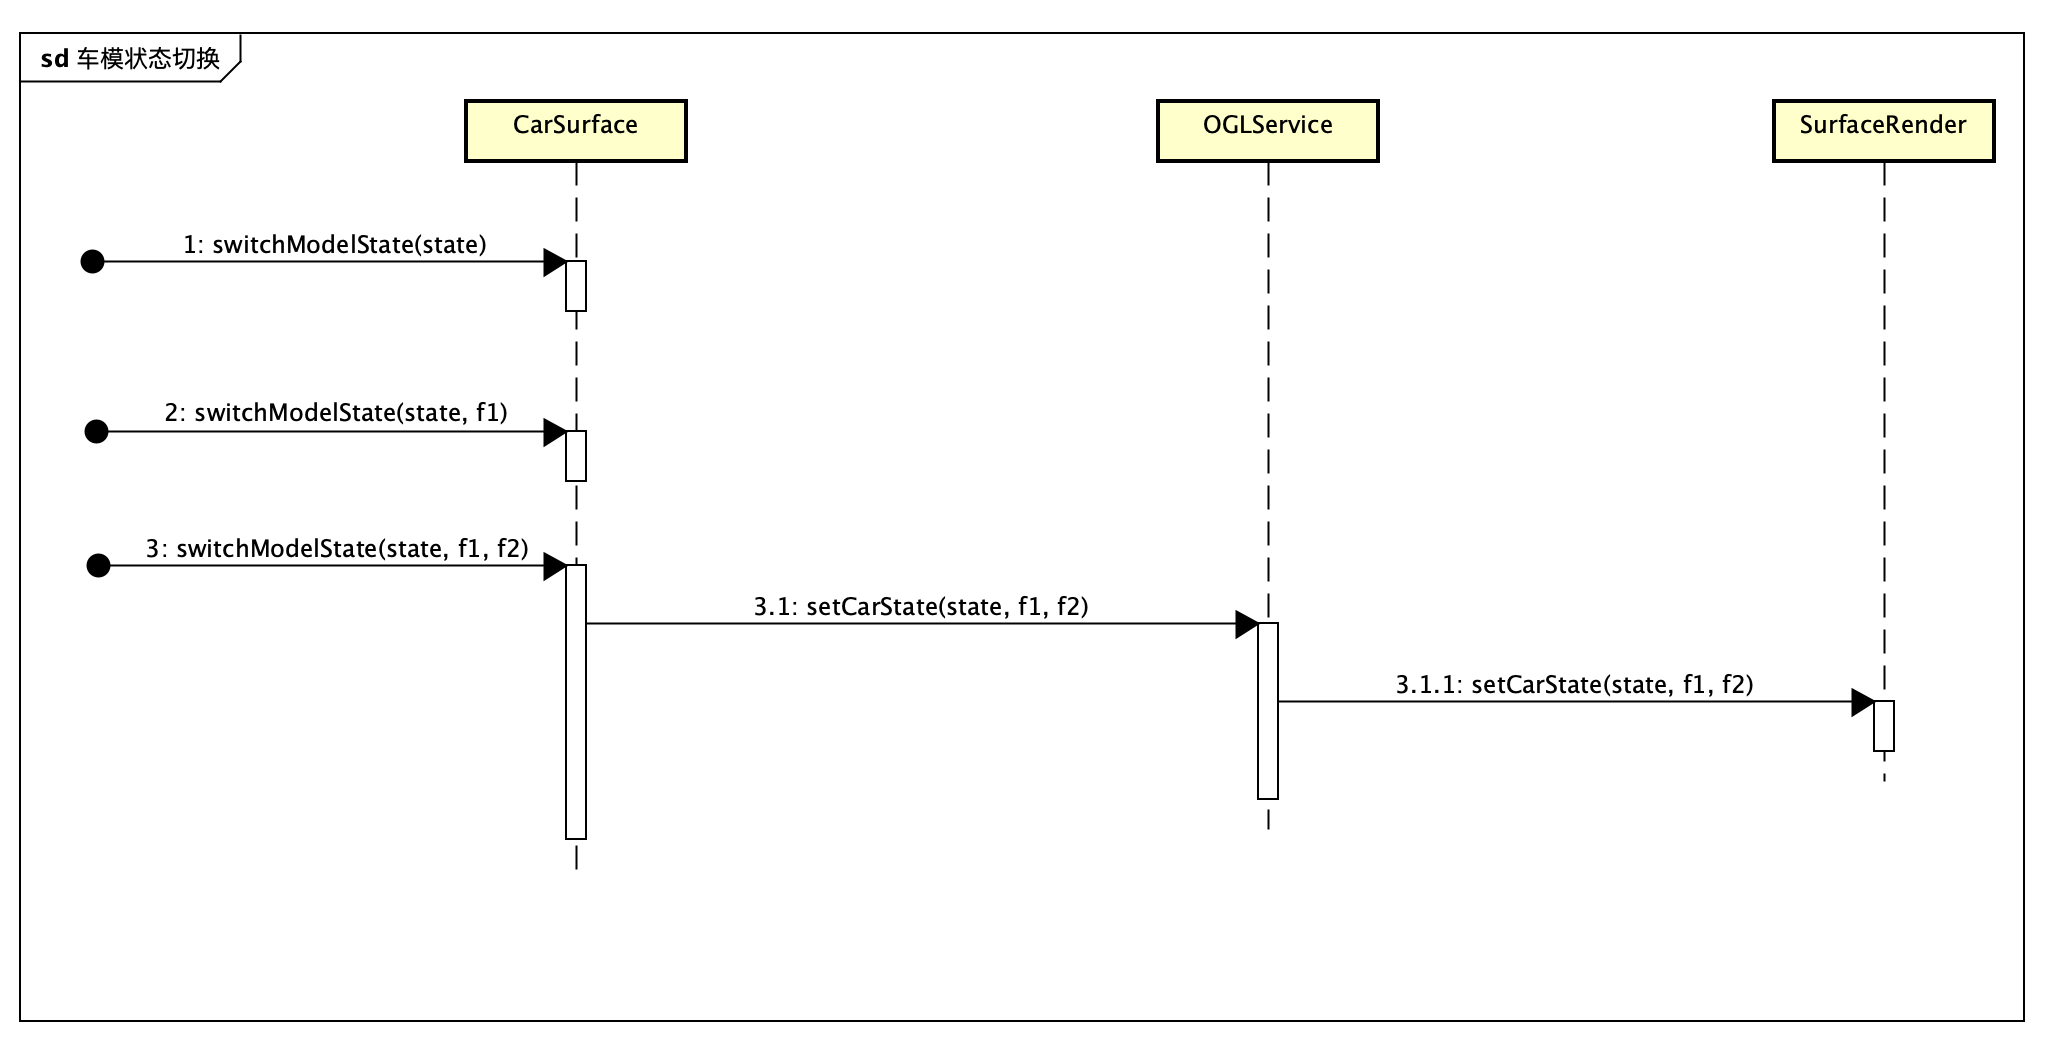 sd 车模状态切换
CarSurface
OGLService
SurfaceRender
1: switchModelState(state)
2: switchModelState(state, f1)
3: switchModelState(state, f1, f2)
3.1: setCarState(state, f1, f2)
3.1.1: setCarState(state, f1, f2)